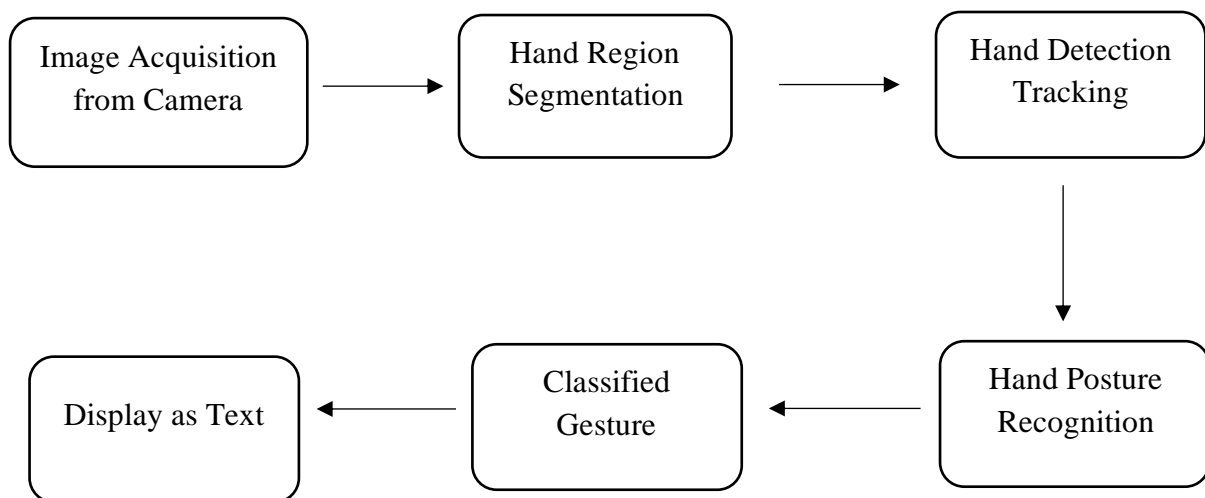 Image Acquisition
from Camera
Hand Region
Segmentation
Hand Detection
Tracking
Hand Posture
Recognition
Classified
Gesture
Display as Text